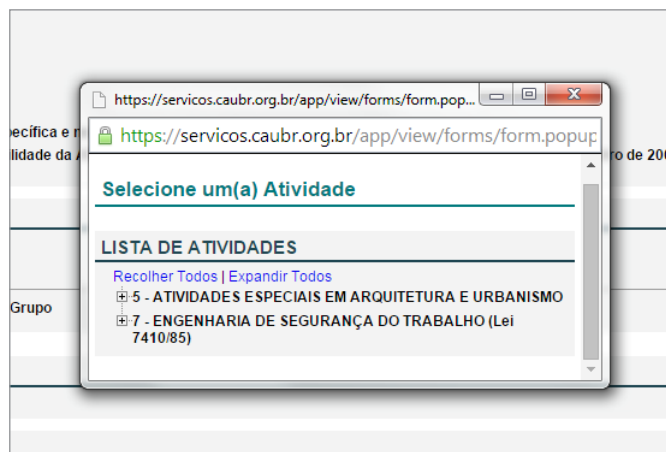 https://servicos.caubr.org.br/app/view/forms/form.pop...
https://servicos.caubr.org.br/app/view/forms/form.popup
Selecione um(a) Atividade
LISTA DE ATIVIDADES
Recolher Todos | Expandir Todos
5 - ATIVIDADES ESPECIAIS EM ARQUITETURA E URBANISMO
7 - ENGENHARIA DE SEGURANÇA DO TRABALHO (Lei
7410/85)
ecífica e n
lidade da A
ro de 20
Grupo